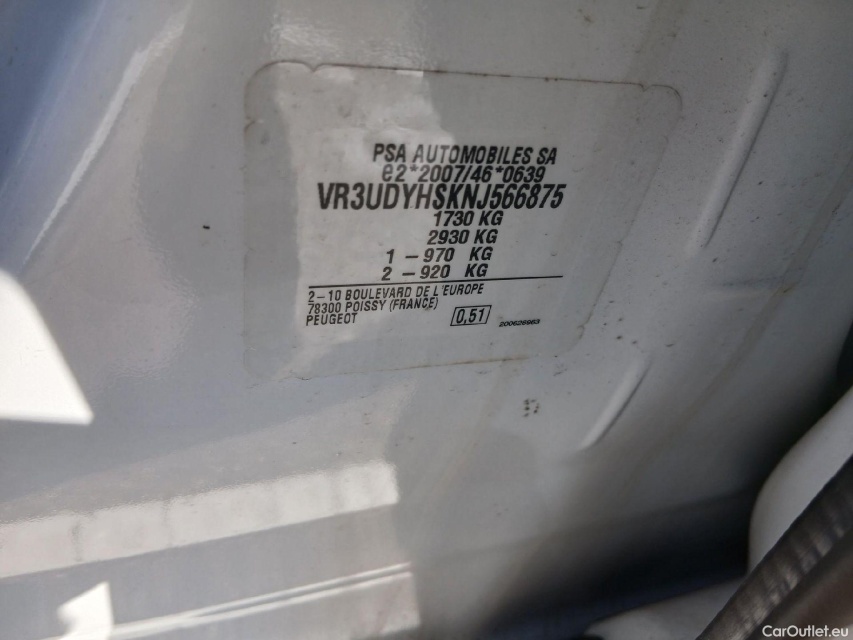 PSA AUTOMOBILES SA
e2*2007/46*0639
VR3UDYHSKNJ566875
1730 KG
2930 KG
1 - 970 KG
2 - 920 KG
2-10 BOULEVARD DE L'EUROPE
78300 POISSY (FRANCE)
PEUGEOT
0,51
200626963
CarOutlet.eu